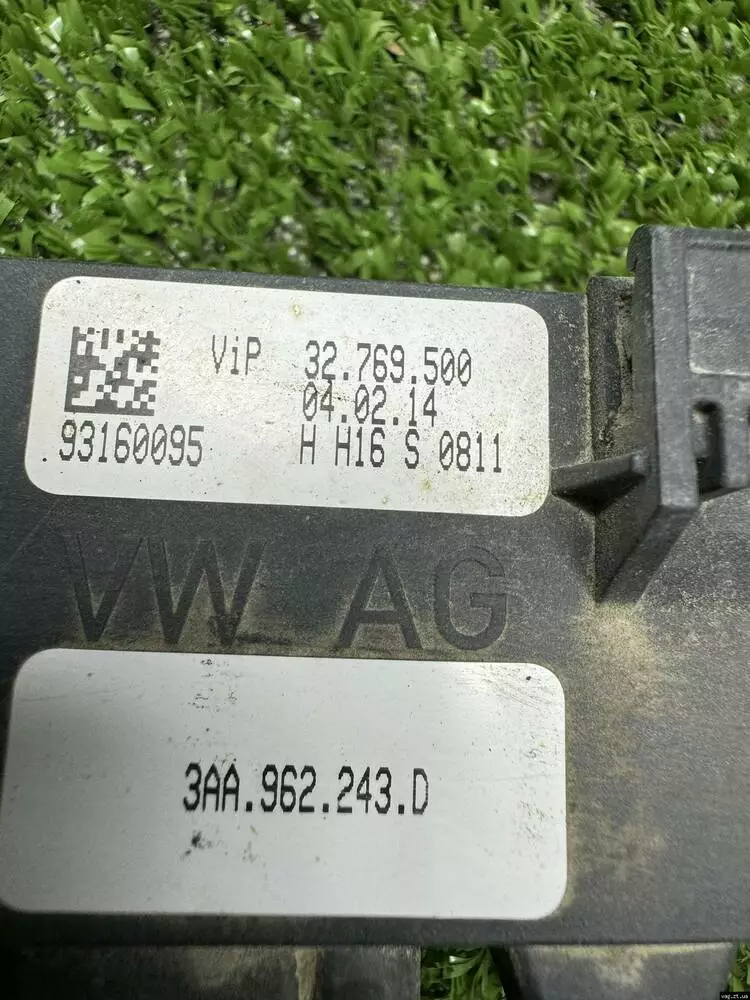 ViP 32.769.500
04.02.14
93160095 H H16 S 0811
VW AG
3AA.962.243.D
vag.zt.ua